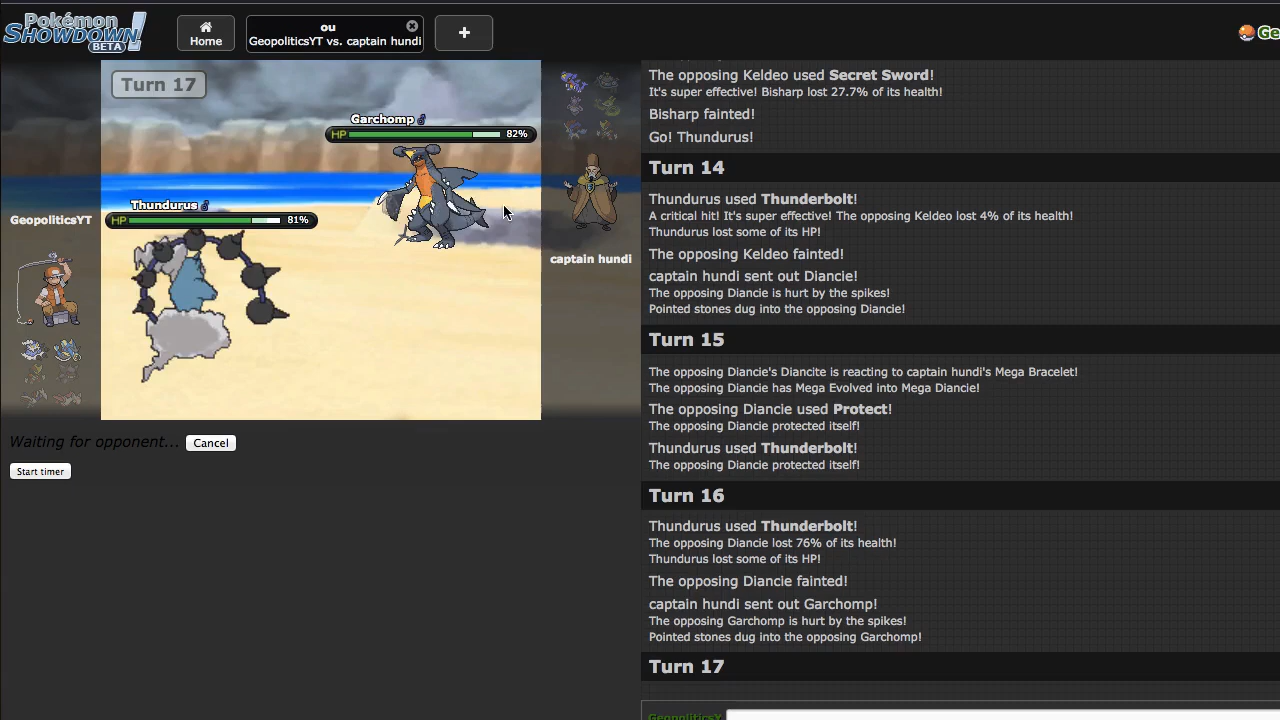 Pokémon
SHOWDOWN!
BETA
Home
ou
GeopoliticsYT vs. captain hundi
+
Ge
Turn 17
Garchomp ♂
HP 82%
Thundurus ♂
HP 81%
GeopoliticsYT
captain hundi
Waiting for opponent... Cancel
Start timer
The opposing Keldeo used Secret Sword!
It's super effective! Bisharp lost 27.7% of its health!
Bisharp fainted!
Go! Thundurus!
Turn 14
Thundurus used Thunderbolt!
A critical hit! It's super effective! The opposing Keldeo lost 4% of its health!
Thundurus lost some of its HP!
The opposing Keldeo fainted!
captain hundi sent out Diancie!
The opposing Diancie is hurt by the spikes!
Pointed stones dug into the opposing Diancie!
Turn 15
The opposing Diancie's Diancite is reacting to captain hundi's Mega Bracelet!
The opposing Diancie has Mega Evolved into Mega Diancie!
The opposing Diancie used Protect!
The opposing Diancie protected itself!
Thundurus used Thunderbolt!
The opposing Diancie protected itself!
Turn 16
Thundurus used Thunderbolt!
The opposing Diancie lost 76% of its health!
Thundurus lost some of its HP!
The opposing Diancie fainted!
captain hundi sent out Garchomp!
The opposing Garchomp is hurt by the spikes!
Pointed stones dug into the opposing Garchomp!
Turn 17
GeopoliticsY